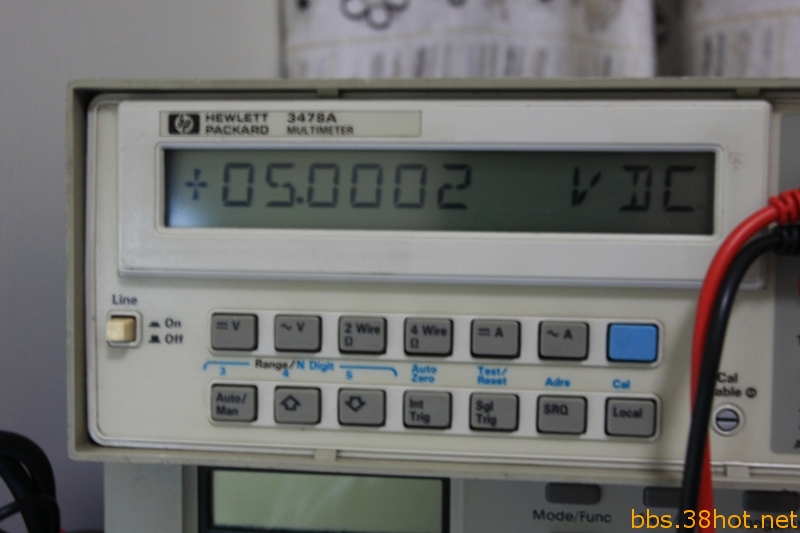 hp HEWLETT PACKARD 3478A MULTIMETER
+05.0002 VDC
Line
On
Off
⎓ V ~ V 2 Wire Ω 4 Wire Ω ⎓ A ~ A
Range/N Digit
3 4 5 Auto Zero Test/Reset Adrs Cal
Auto/Man Int Trig Sgl Trig SRQ Local
Cal
Mode/Func
bbs.38hot.net